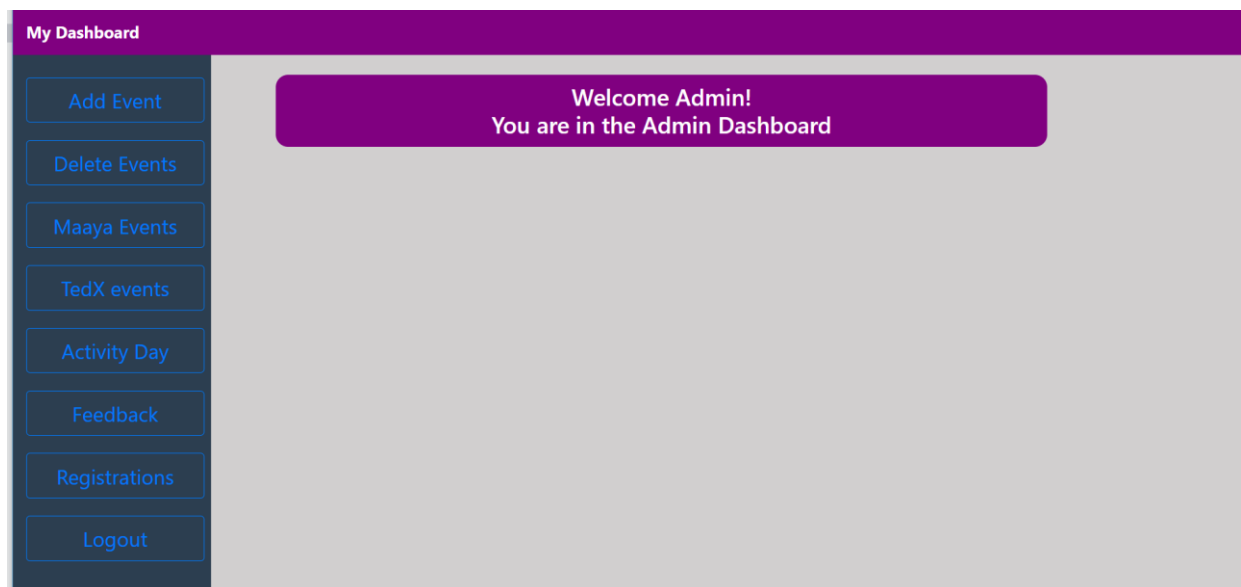 My Dashboard
Welcome Admin!
You are in the Admin Dashboard
Add Event
Delete Events
Maaya Events
TedX events
Activity Day
Feedback
Registrations
Logout